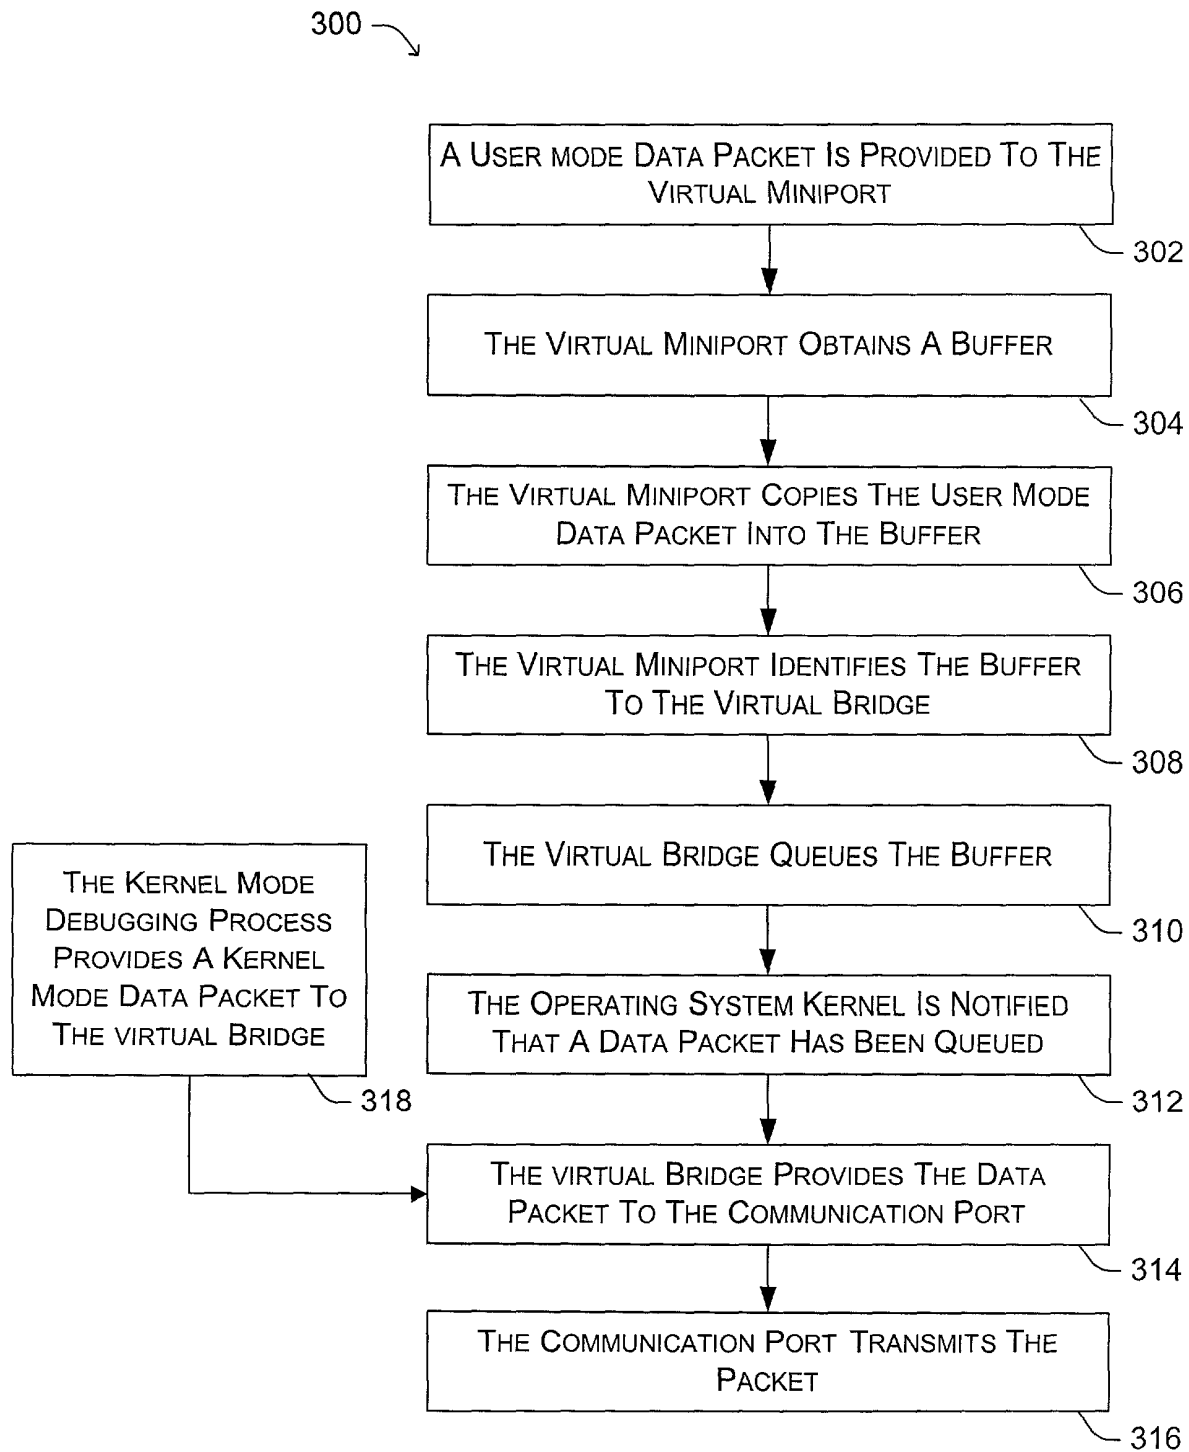 300
A USER MODE DATA PACKET IS PROVIDED TO THE
VIRTUAL MINIPORT
302
THE VIRTUAL MINIPORT OBTAINS A BUFFER
304
THE VIRTUAL MINIPORT COPIES THE USER MODE
DATA PACKET INTO THE BUFFER
306
THE VIRTUAL MINIPORT IDENTIFIES THE BUFFER
TO THE VIRTUAL BRIDGE
308
THE VIRTUAL BRIDGE QUEUES THE BUFFER
310
THE KERNEL MODE
DEBUGGING PROCESS
PROVIDES A KERNEL
MODE DATA PACKET TO
THE VIRTUAL BRIDGE
318
THE OPERATING SYSTEM KERNEL IS NOTIFIED
THAT A DATA PACKET HAS BEEN QUEUED
312
THE VIRTUAL BRIDGE PROVIDES THE DATA
PACKET TO THE COMMUNICATION PORT
314
THE COMMUNICATION PORT TRANSMITS THE
PACKET
316